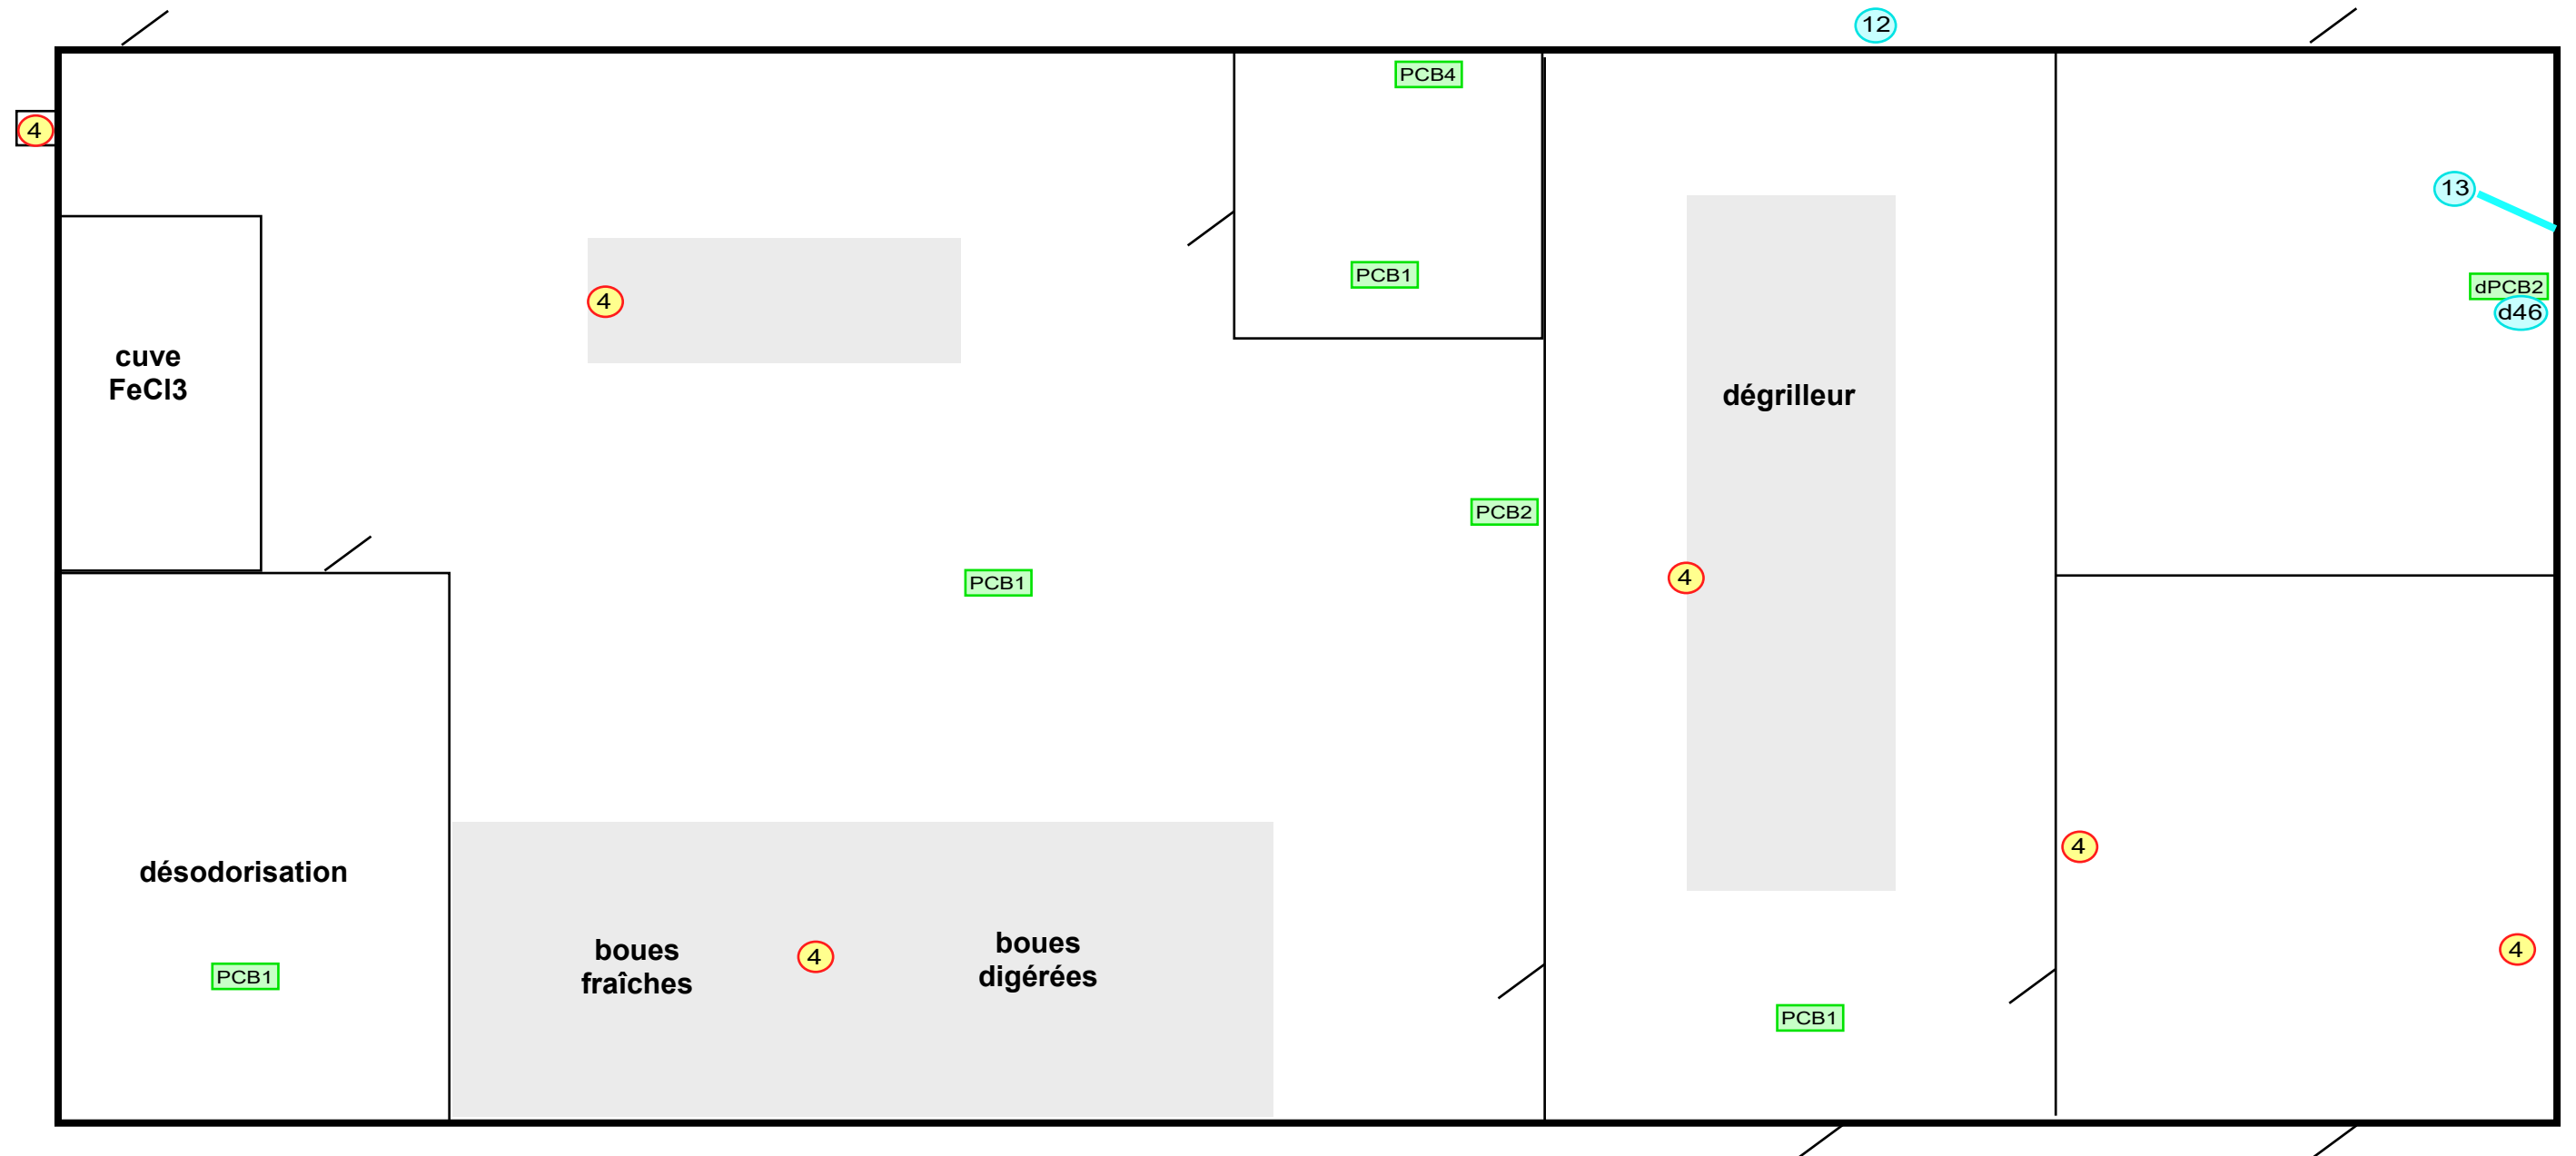 12
PCB4
4
13
PCB1
dPCB2
4
d46
cuve
FeCl3
dégrilleur
PCB2
4
PCB1
4
désodorisation
boues
fraîches
4
boues
digérées
4
PCB1
PCB1